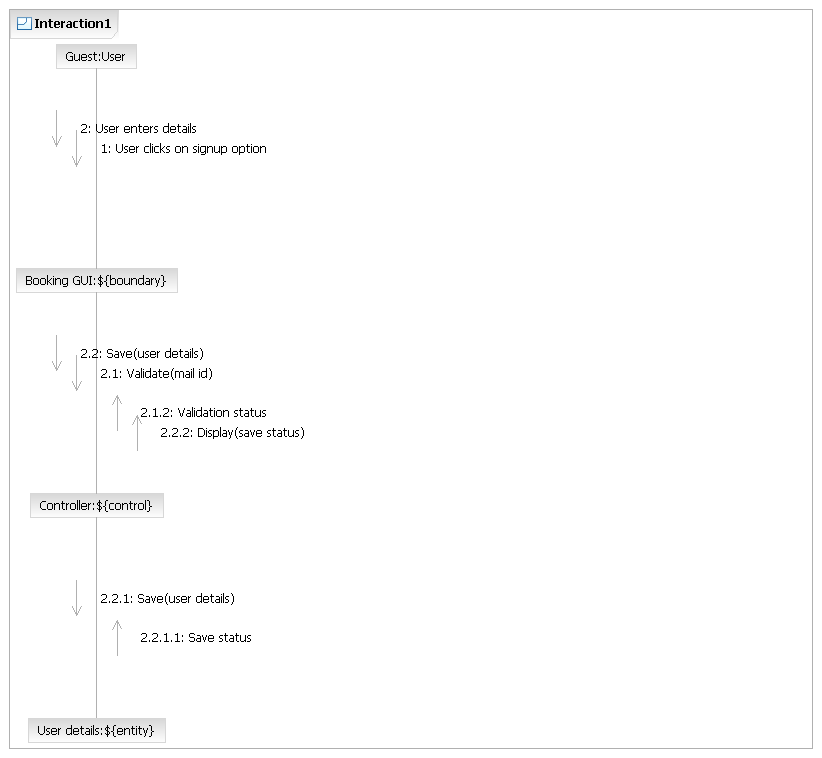 Interaction1
Guest:User
2: User enters details
1: User clicks on signup option
Booking GUI:${boundary}
2.2: Save(user details)
2.1: Validate(mail id)
2.1.2: Validation status
2.2.2: Display(save status)
Controller:${control}
2.2.1: Save(user details)
2.2.1.1: Save status
User details:${entity}